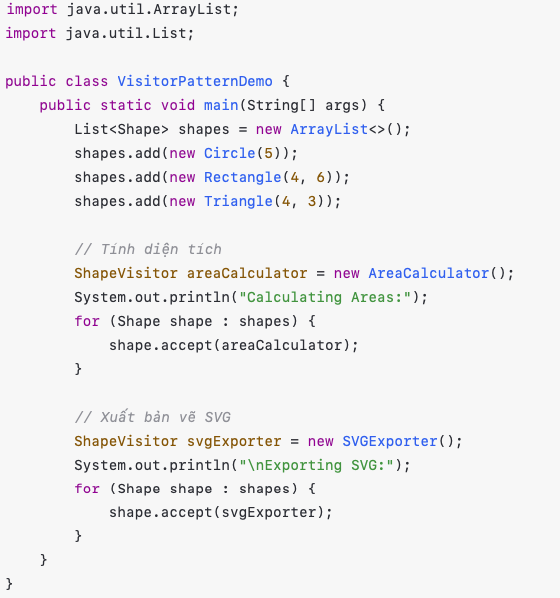 import java.util.ArrayList;
import java.util.List;

public class VisitorPatternDemo {
    public static void main(String[] args) {
        List<Shape> shapes = new ArrayList<>();
        shapes.add(new Circle(5));
        shapes.add(new Rectangle(4, 6));
        shapes.add(new Triangle(4, 3));

        // Tính diện tích
        ShapeVisitor areaCalculator = new AreaCalculator();
        System.out.println("Calculating Areas:");
        for (Shape shape : shapes) {
            shape.accept(areaCalculator);
        }

        // Xuất bản vẽ SVG
        ShapeVisitor svgExporter = new SVGExporter();
        System.out.println("\nExporting SVG:");
        for (Shape shape : shapes) {
            shape.accept(svgExporter);
        }
    }
}